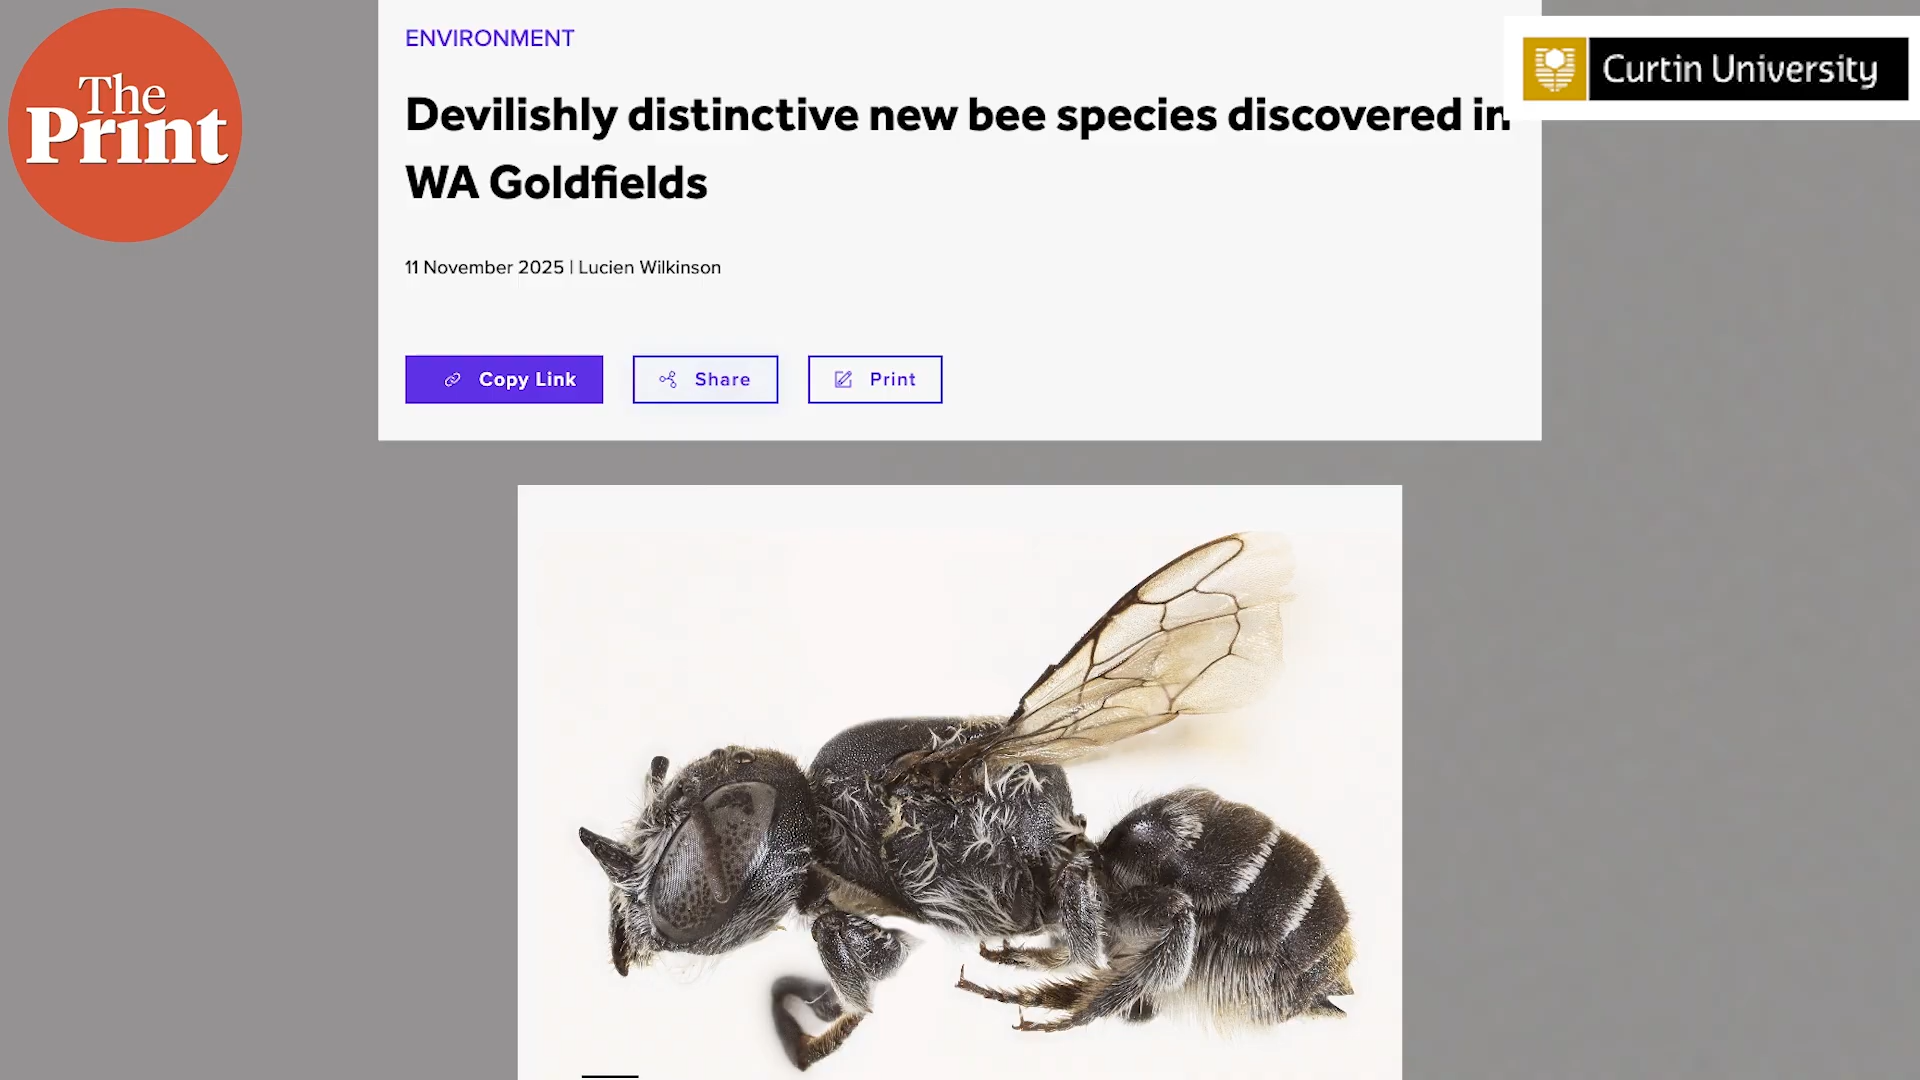 The
Print
ENVIRONMENT
Curtin University
Devilishly distinctive new bee species discovered in
WA Goldfields
11 November 2025 | Lucien Wilkinson
Copy Link
Share
Print